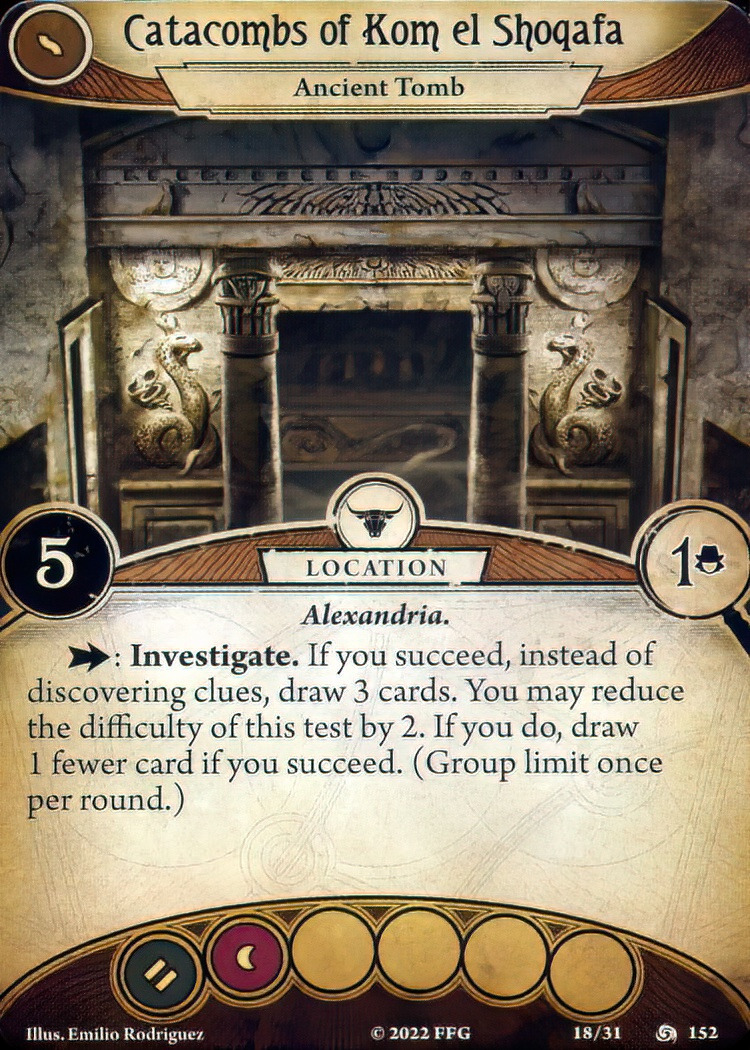 Catacombs of Kom el Shoqafa
Ancient Tomb
5
1
LOCATION
Alexandria.
: Investigate. If you succeed, instead of
discovering clues, draw 3 cards. You may reduce
the difficulty of this test by 2. If you do, draw
1 fewer card if you succeed. (Group limit once
per round.)
Illus. Emilio Rodriguez
© 2022 FFG
18/31
152